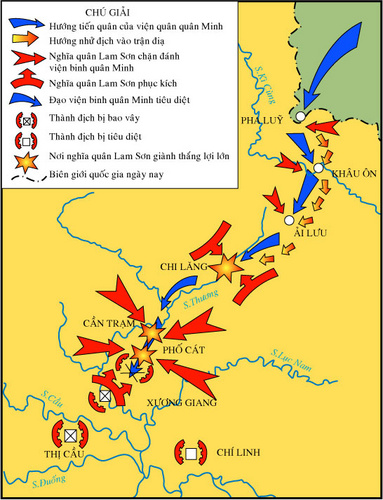 CHÚ GIẢI
Hướng tiến quân của viện quân quân Minh
Hướng nhử địch vào trận địạ
Nghĩa quân Lam Sơn chặn đánh
viện binh quân Minh
Nghĩa quân Lam Sơn phục kích
Đạo viện binh quân Minh tiêu diệt
Thành địch bị bao vây
Thành địch bị tiêu diệt
Nơi nghĩa quân Lam Sơn giành thắng lợi lớn
Biên giới quốc gia ngày nay
S.Kì Cùng
PHA LUỸ
KHÂU ÔN
ẢI LƯU
CHI LĂNG
S.Thương
CẦN TRẠM
PHỐ CÁT
S.Lục Nam
XƯƠNG GIANG
S.Cầu
THỊ CẦU
CHÍ LINH
S.Đuống